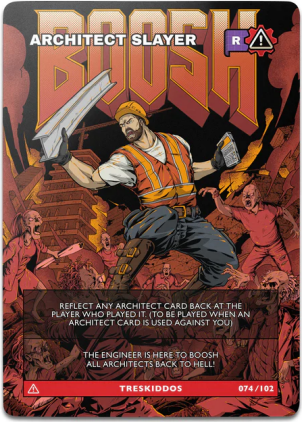 BOOSH
ARCHITECT SLAYER
R
REFLECT ANY ARCHITECT CARD BACK AT THE
PLAYER WHO PLAYED IT. (TO BE PLAYED WHEN AN
ARCHITECT CARD IS USED AGAINST YOU)
THE ENGINEER IS HERE TO BOOSH
ALL ARCHITECTS BACK TO HELL!
TRESKIDDOS
074 /102